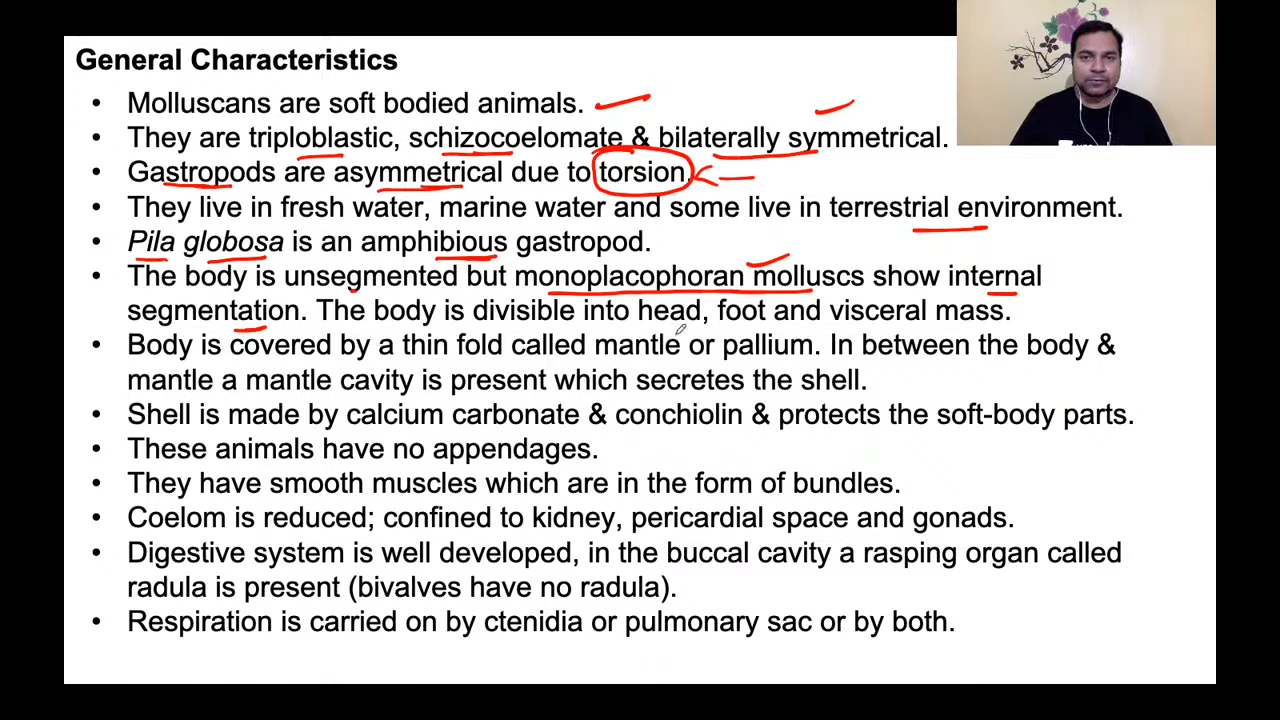 General Characteristics
• Molluscans are soft bodied animals.
• They are triploblastic, schizocoelomate & bilaterally symmetrical.
• Gastropods are asymmetrical due to torsion.
• They live in fresh water, marine water and some live in terrestrial environment.
• Pila globosa is an amphibious gastropod.
• The body is unsegmented but monoplacophoran molluscs show internal
segmentation. The body is divisible into head, foot and visceral mass.
• Body is covered by a thin fold called mantle or pallium. In between the body &
mantle a mantle cavity is present which secretes the shell.
• Shell is made by calcium carbonate & conchiolin & protects the soft-body parts.
• These animals have no appendages.
• They have smooth muscles which are in the form of bundles.
• Coelom is reduced; confined to kidney, pericardial space and gonads.
• Digestive system is well developed, in the buccal cavity a rasping organ called
radula is present (bivalves have no radula).
• Respiration is carried on by ctenidia or pulmonary sac or by both.